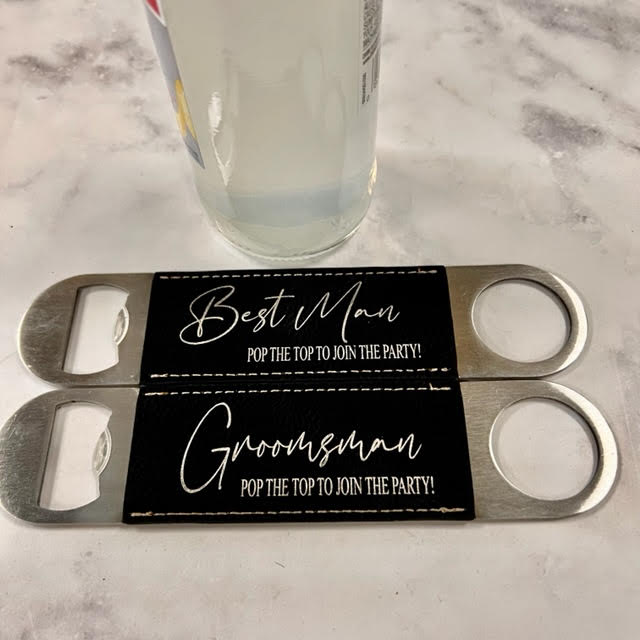 Best Man
POP THE TOP TO JOIN THE PARTY!
Groomsman
POP THE TOP TO JOIN THE PARTY!